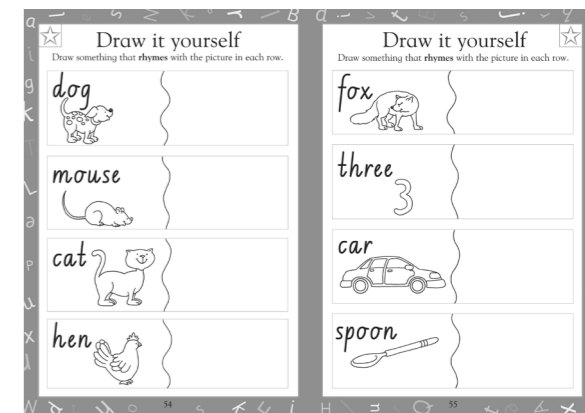 Draw it yourself
Draw something that rhymes with the picture in each row.
dog
mouse
cat
hen
54
Draw it yourself
Draw something that rhymes with the picture in each row.
fox
three
3
car
spoon
55